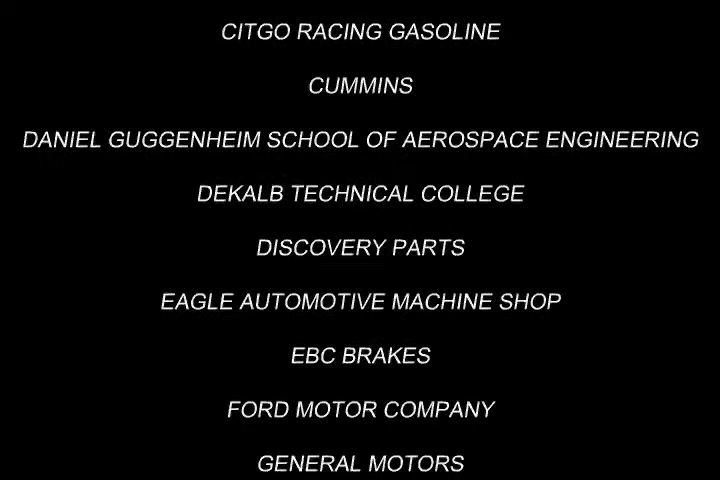 CITGO RACING GASOLINE
CUMMINS
DANIEL GUGGENHEIM SCHOOL OF AEROSPACE ENGINEERING
DEKALB TECHNICAL COLLEGE
DISCOVERY PARTS
EAGLE AUTOMOTIVE MACHINE SHOP
EBC BRAKES
FORD MOTOR COMPANY
GENERAL MOTORS